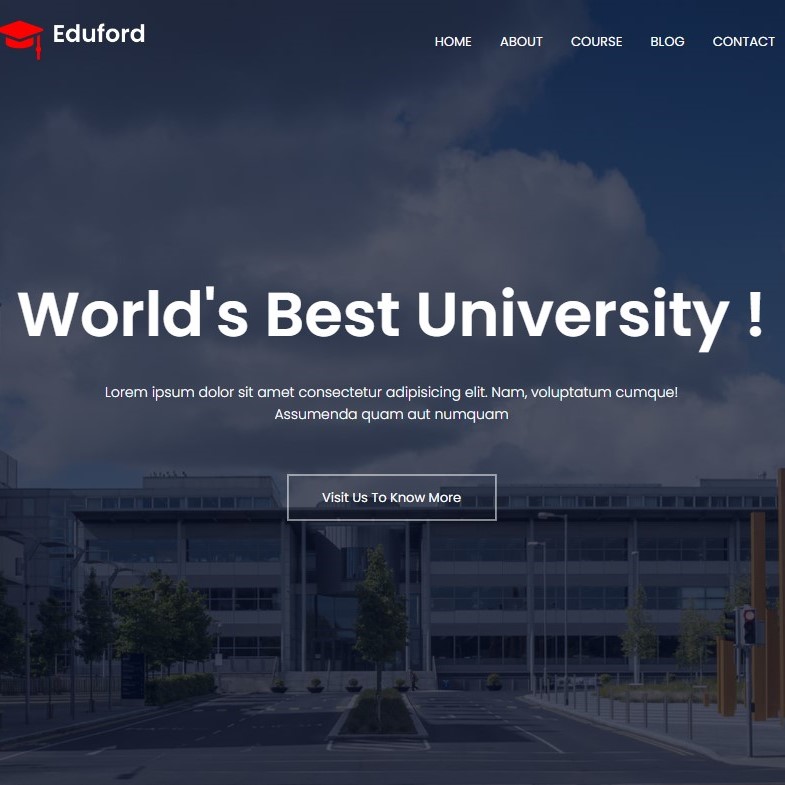 Eduford
HOME ABOUT COURSE BLOG CONTACT
World's Best University !
Lorem ipsum dolor sit amet consectetur adipisicing elit. Nam, voluptatum cumque!
Assumenda quam aut numquam
Visit Us To Know More